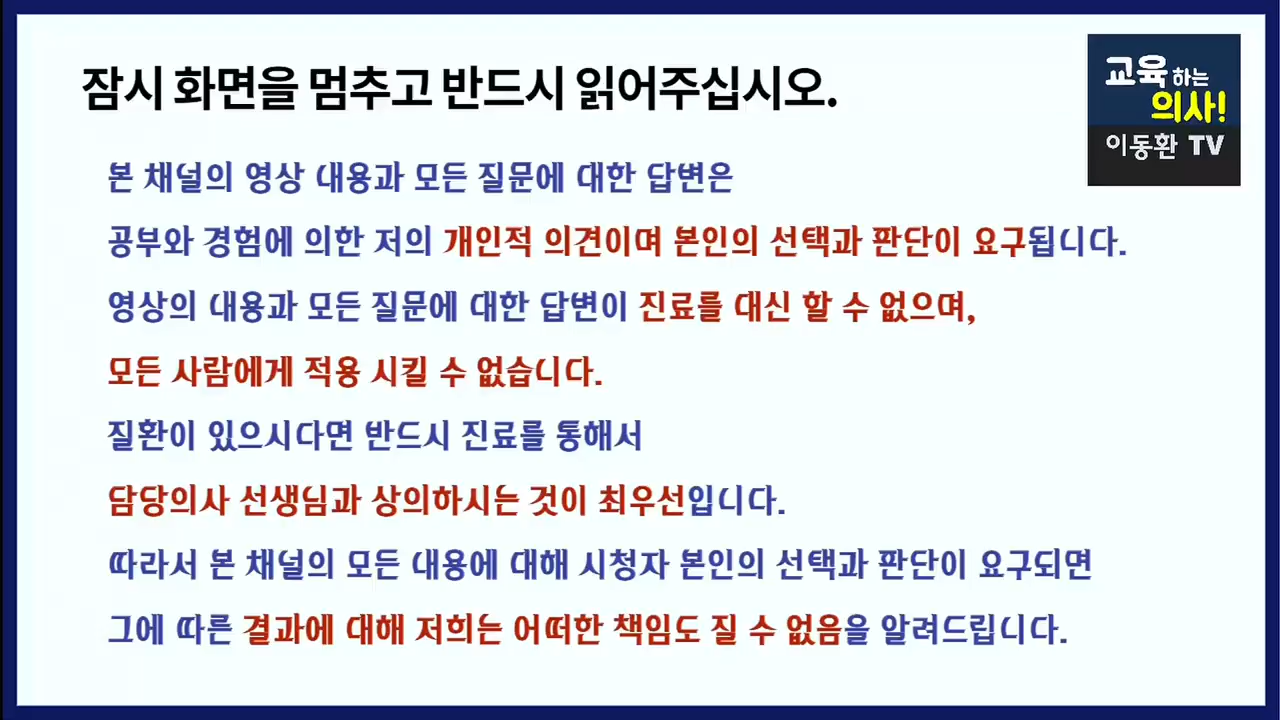 잠시 화면을 멈추고 반드시 읽어주십시오.
교육 하는
의사!
이동환 TV
본 채널의 영상 내용과 모든 질문에 대한 답변은
공부와 경험에 의한 저의 개인적 의견이며 본인의 선택과 판단이 요구됩니다.
영상의 내용과 모든 질문에 대한 답변이 진료를 대신 할 수 없으며,
모든 사람에게 적용 시킬 수 없습니다.
질환이 있으시다면 반드시 진료를 통해서
담당의사 선생님과 상의하시는 것이 최우선입니다.
따라서 본 채널의 모든 내용에 대해 시청자 본인의 선택과 판단이 요구되면
그에 따른 결과에 대해 저희는 어떠한 책임도 질 수 없음을 알려드립니다.